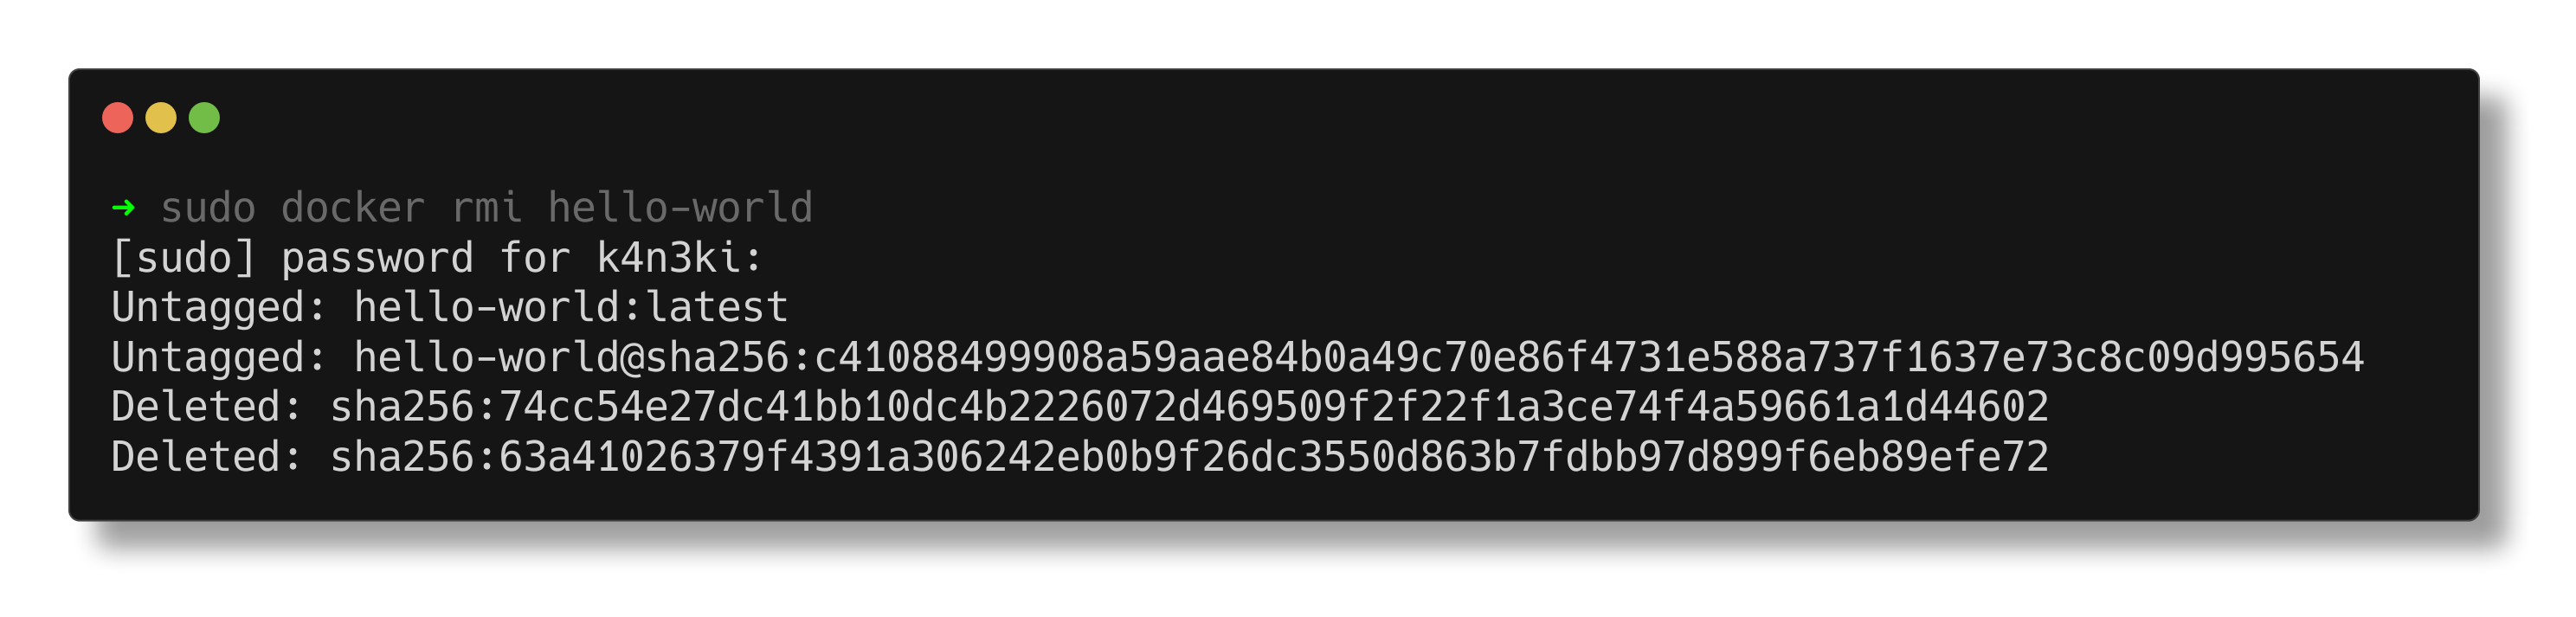 ➜ sudo docker rmi hello-world
[sudo] password for k4n3ki:
Untagged: hello-world:latest
Untagged: hello-world@sha256:c41088499908a59aae84b0a49c70e86f4731e588a737f1637e73c8c09d995654
Deleted: sha256:74cc54e27dc41bb10dc4b2226072d469509f2f22f1a3ce74f4a59661a1d44602
Deleted: sha256:63a41026379f4391a306242eb0b9f26dc3550d863b7fdbb97d899f6eb89efe72